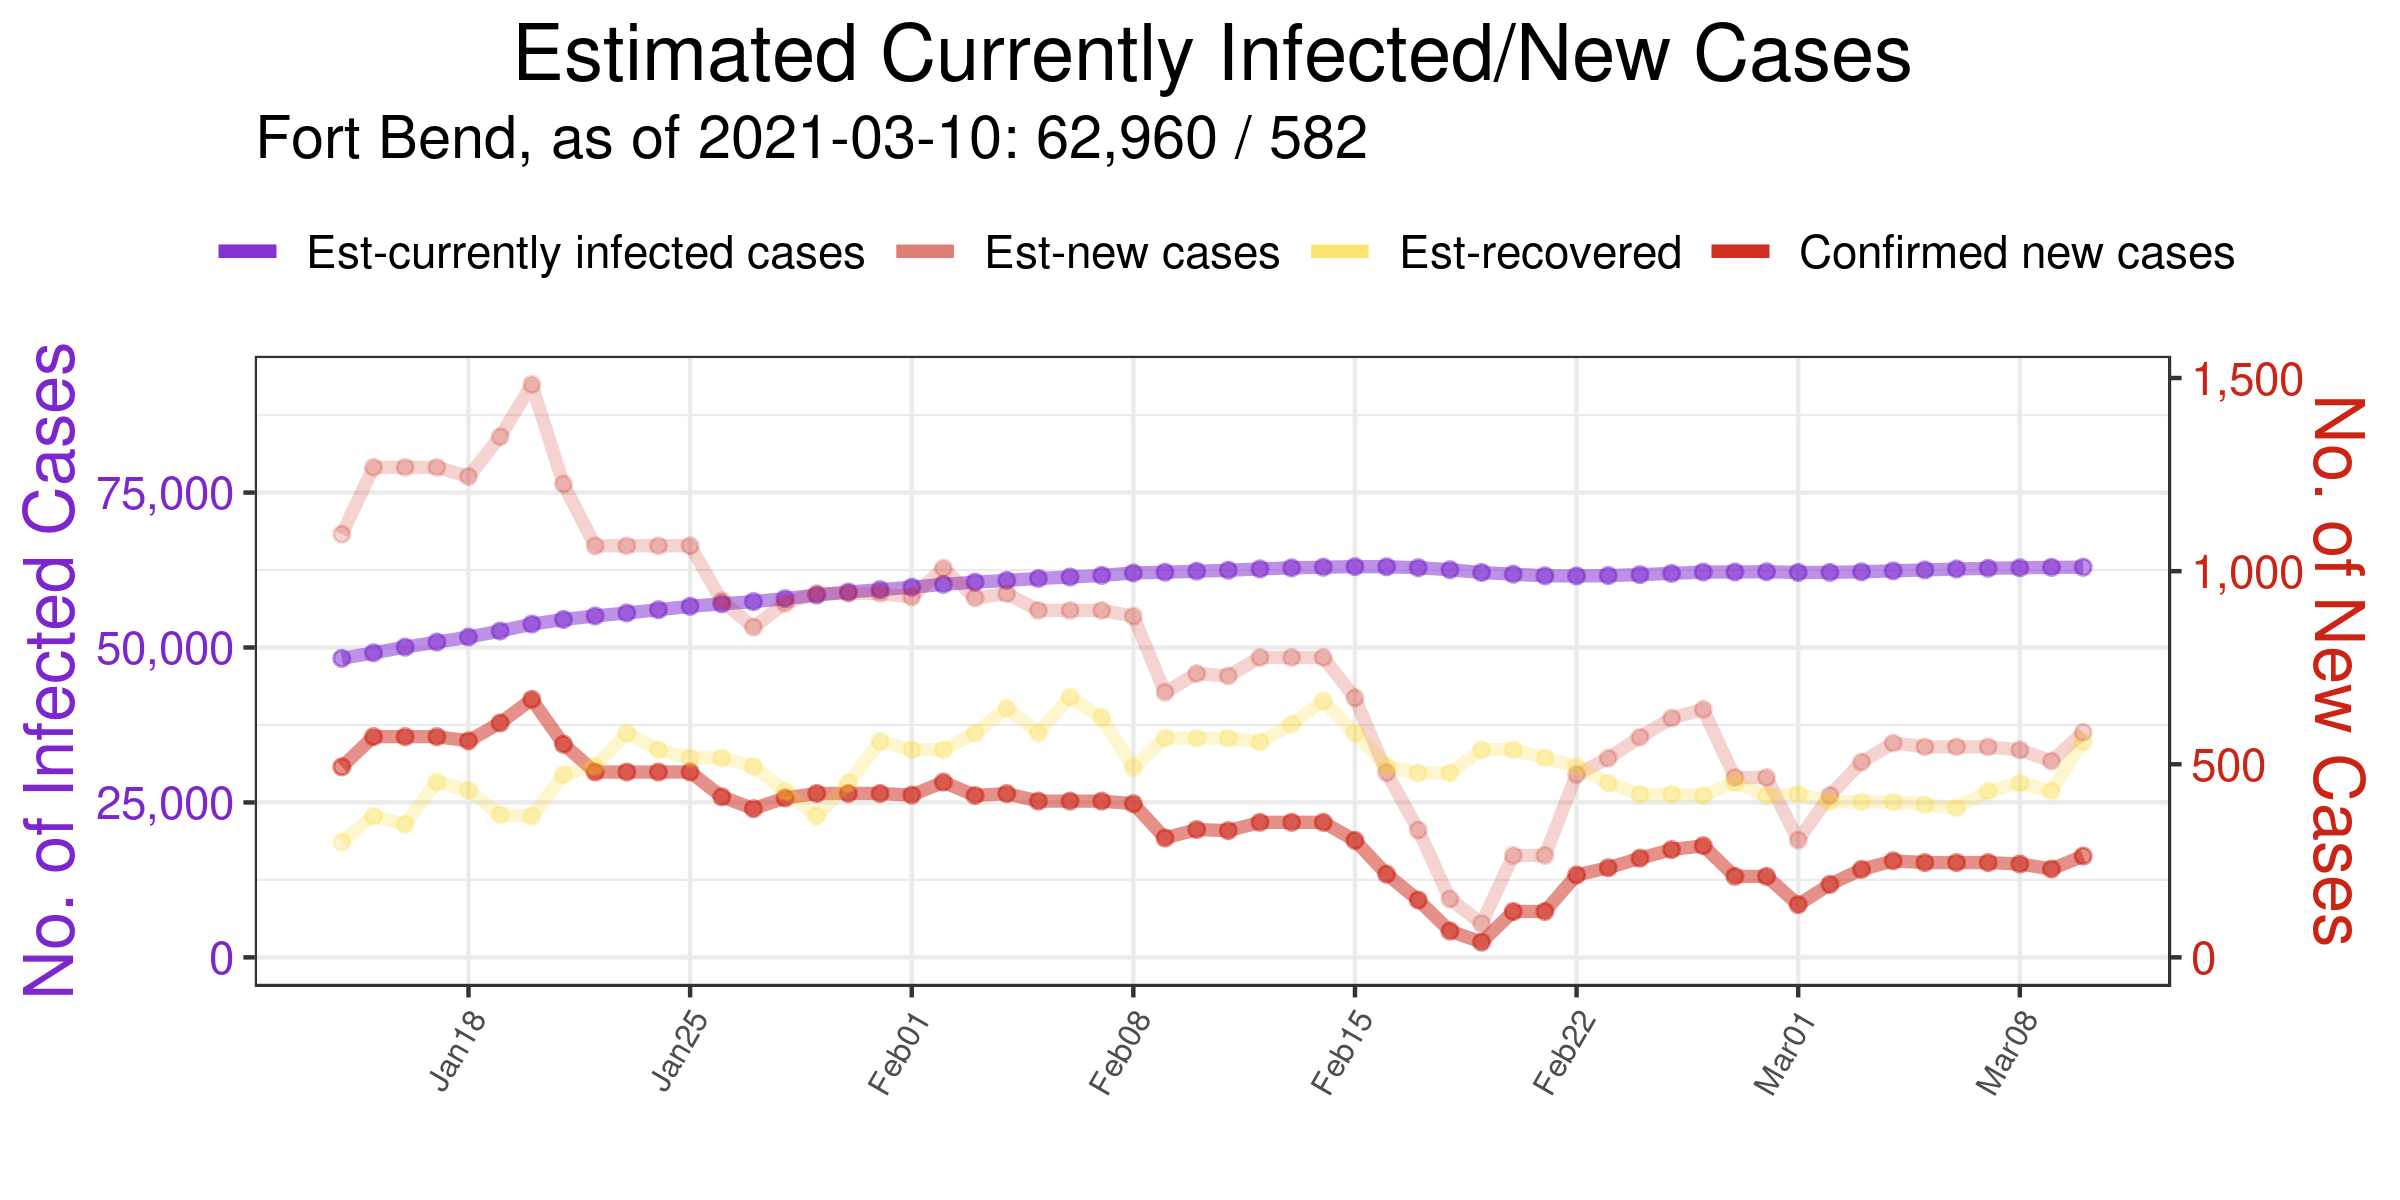 Estimated Currently Infected/New Cases
Fort Bend, as of 2021-03-10: 62,960 / 582
Est-currently infected cases Est-new cases Est-recovered Confirmed new cases
No. of Infected Cases
75,000
50,000
25,000
0
1,500
1,000
500
0
No. of New Cases
Jan18 Jan25 Feb01 Feb08 Feb15 Feb22 Mar01 Mar08